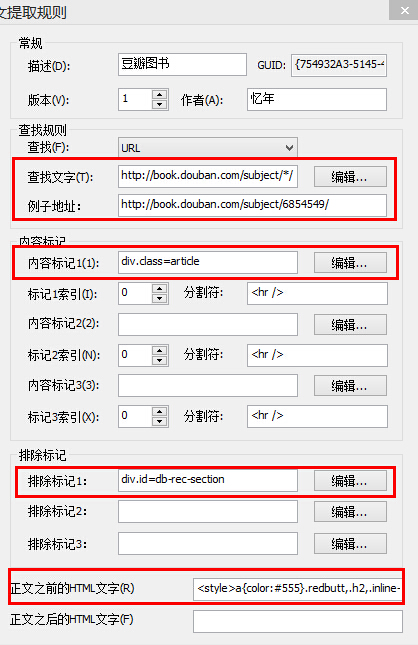 文提取规则
常规
描述(D): 豆瓣图书 GUID: {754932A3-5145-4
版本(V): 1 作者(A): 忆年
查找规则
查找(F): URL
查找文字(T): http://book.douban.com/subject/*/ 编辑...
例子地址: http://book.douban.com/subject/6854549/
内容标记
内容标记1(1) div.class=article 编辑...
标记1索引(I): 0 分割符: <hr />
内容标记2(2): 编辑...
标记2索引(N): 0 分割符: <hr />
内容标记3(3): 编辑...
标记3索引(X): 0 分割符: <hr />
排除标记
排除标记1: div.id=db-rec-section 编辑...
排除标记2: 编辑...
排除标记3: 编辑...
正文之前的HTML文字(R) <style>a{color:#555}.redbutt,.h2,.inline-
正文之后的HTML文字(F)